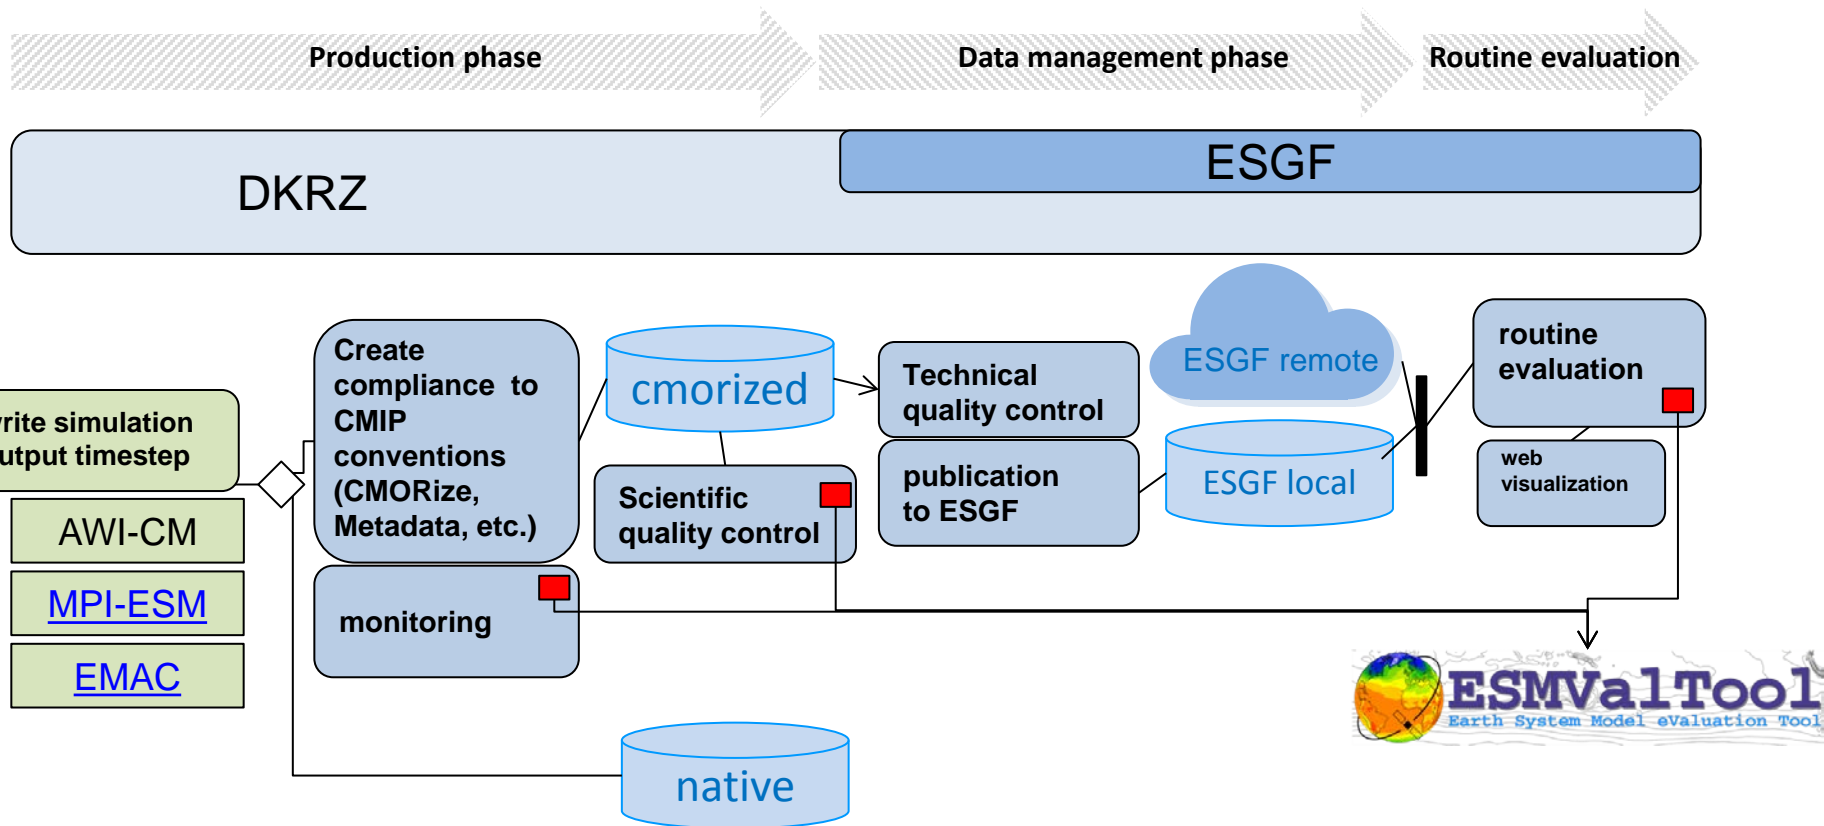 Production phase
Data management phase
Routine evaluation
DKRZ
ESGF
rite simulation
utput timestep
AWI-CM
MPI-ESM
EMAC
Create
compliance to
CMIP
conventions
(CMORize,
Metadata, etc.)
monitoring
cmorized
Scientific
quality control
native
Technical
quality control
publication
to ESGF
ESGF remote
ESGF local
routine
evaluation
web
visualization
ESMValTool
Earth System Model eValuation Tool